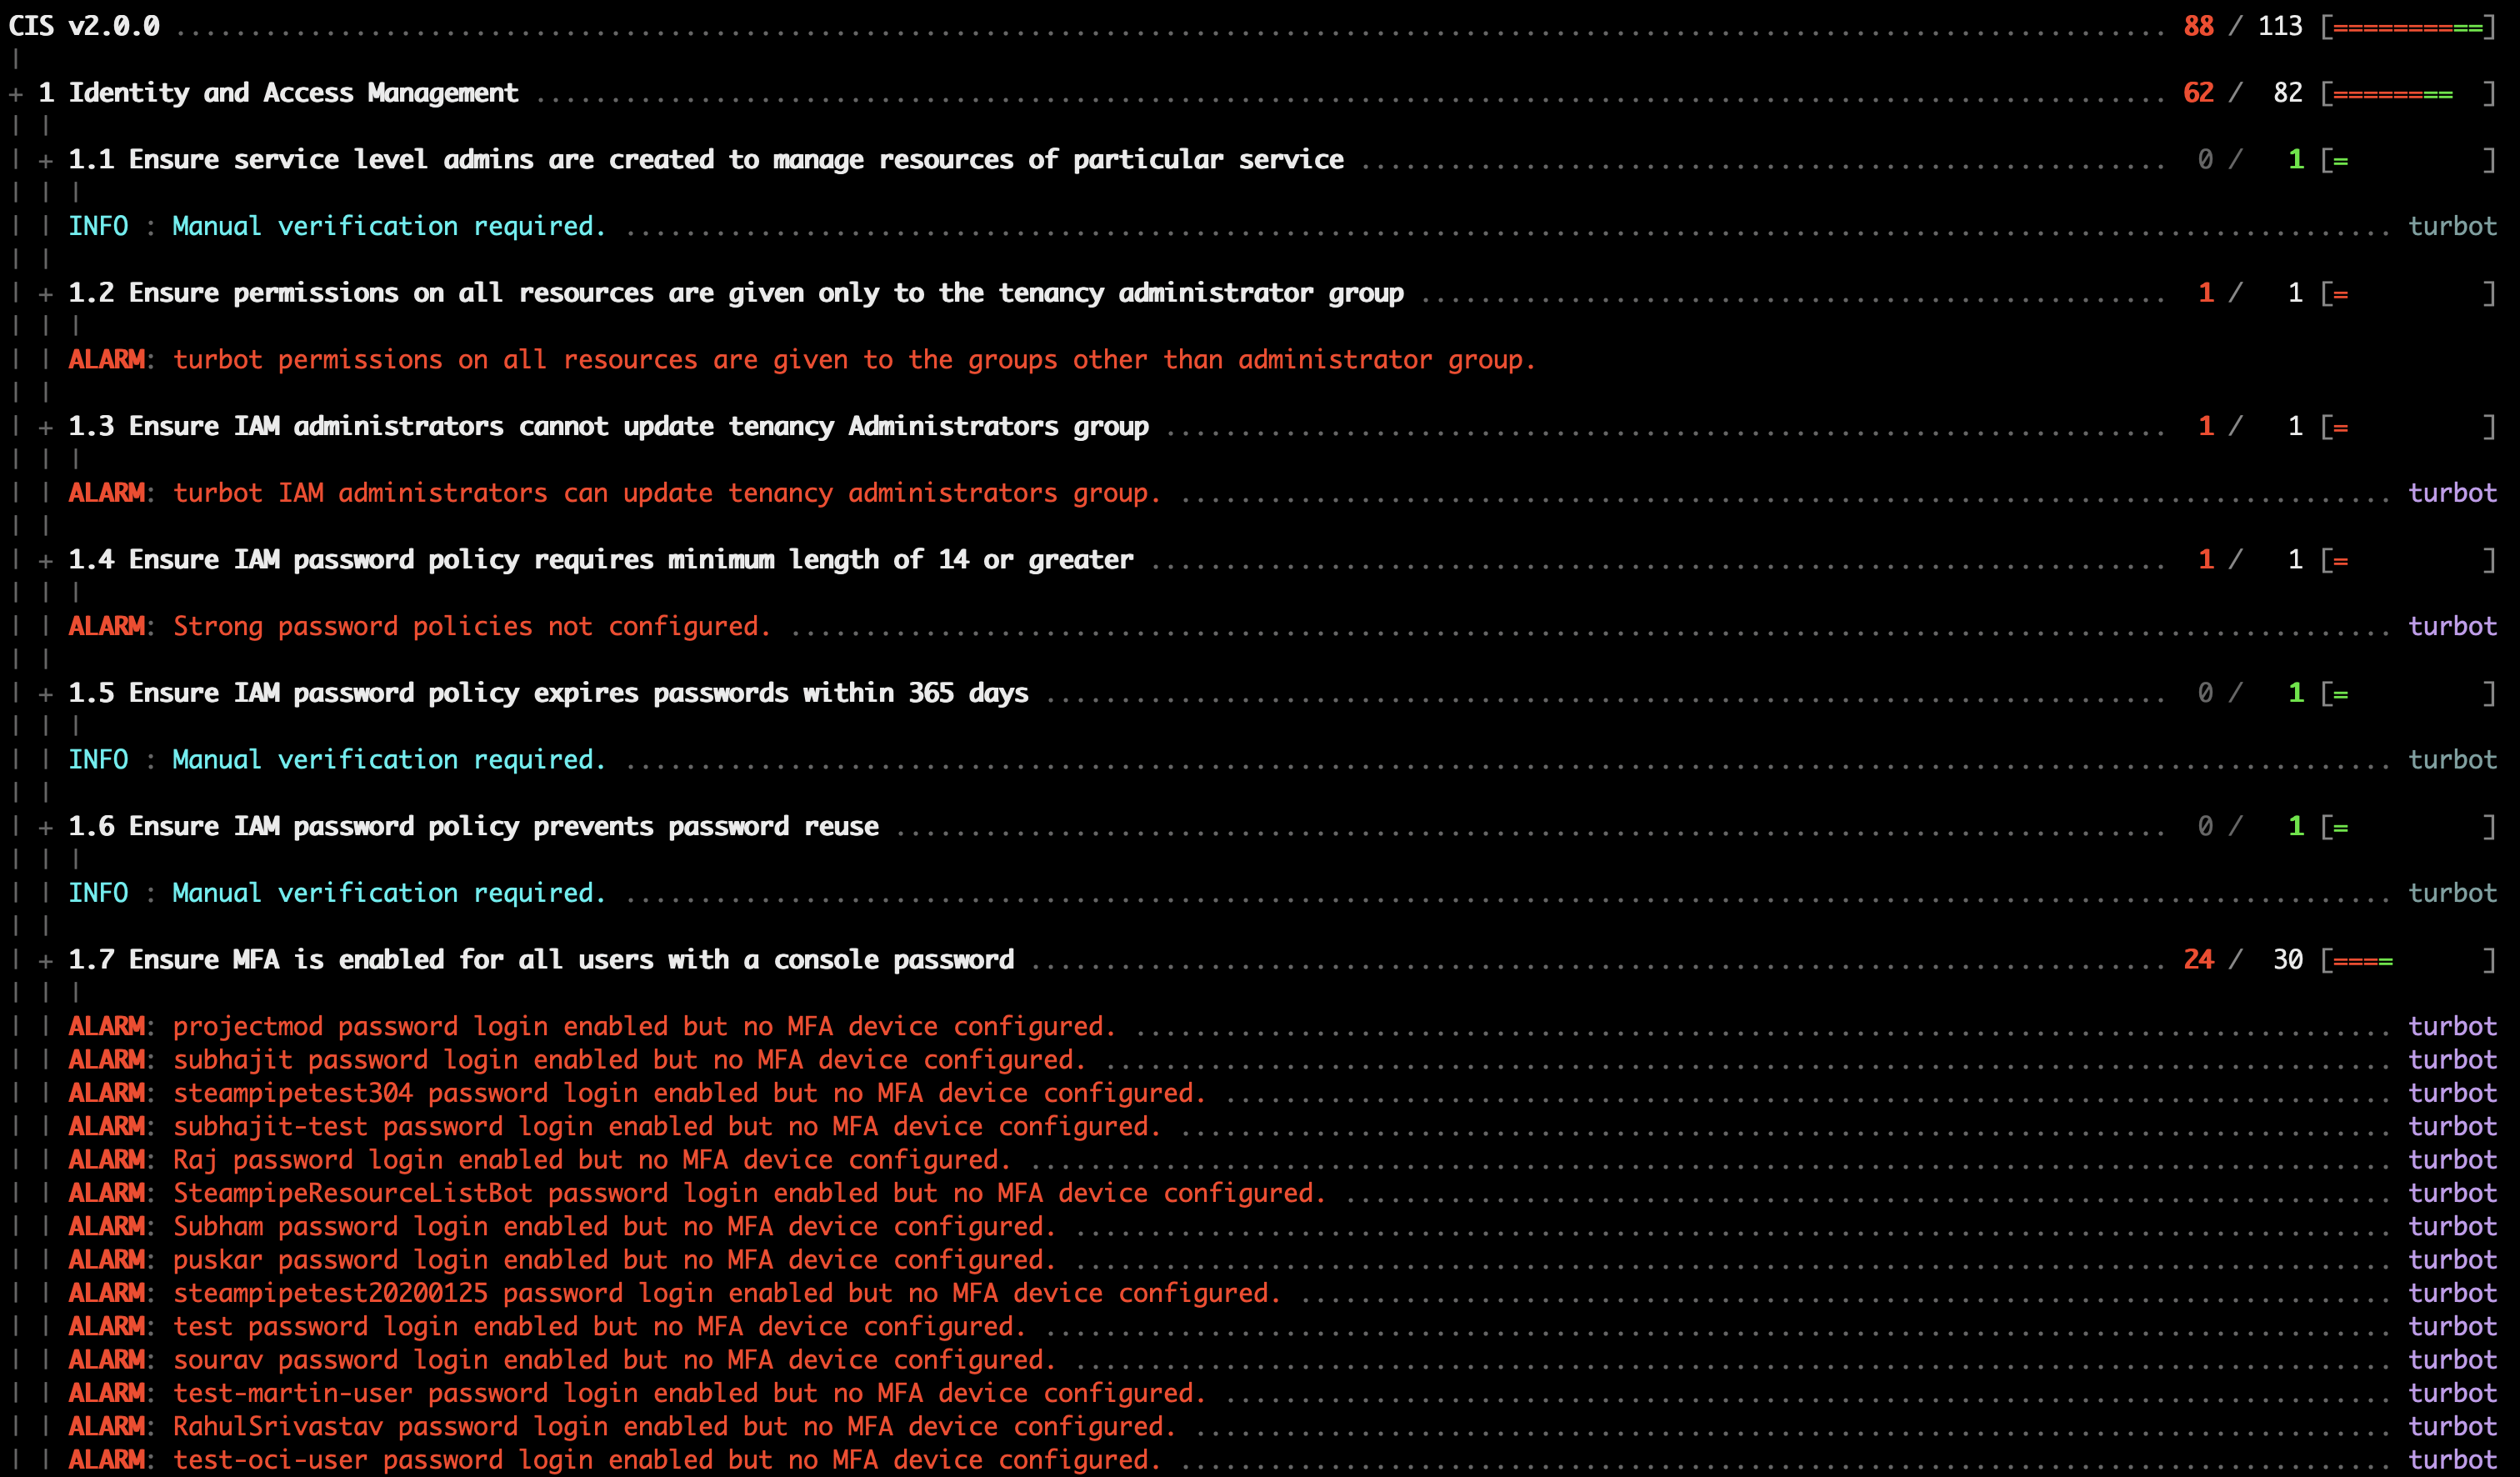 CIS v2.0.0 ........................................ 88 / 113 [==========]
|
+ 1 Identity and Access Management ........................................ 62 / 82 [======== ]
| |
| + 1.1 Ensure service level admins are created to manage resources of particular service ........................................ 0 / 1 [= ]
| | |
| | INFO : Manual verification required. ........................................ turbot
| |
| + 1.2 Ensure permissions on all resources are given only to the tenancy administrator group ........................................ 1 / 1 [= ]
| | |
| | ALARM: turbot permissions on all resources are given to the groups other than administrator group.
| |
| + 1.3 Ensure IAM administrators cannot update tenancy Administrators group ........................................ 1 / 1 [= ]
| | |
| | ALARM: turbot IAM administrators can update tenancy administrators group. ........................................ turbot
| |
| + 1.4 Ensure IAM password policy requires minimum length of 14 or greater ........................................ 1 / 1 [= ]
| | |
| | ALARM: Strong password policies not configured. ........................................ turbot
| |
| + 1.5 Ensure IAM password policy expires passwords within 365 days ........................................ 0 / 1 [= ]
| | |
| | INFO : Manual verification required. ........................................ turbot
| |
| + 1.6 Ensure IAM password policy prevents password reuse ........................................ 0 / 1 [= ]
| | |
| | INFO : Manual verification required. ........................................ turbot
| |
| + 1.7 Ensure MFA is enabled for all users with a console password ........................................ 24 / 30 [==== ]
| | |
| | ALARM: projectmod password login enabled but no MFA device configured. ........................................ turbot
| | ALARM: subhajit password login enabled but no MFA device configured. ........................................ turbot
| | ALARM: steampipetest304 password login enabled but no MFA device configured. ........................................ turbot
| | ALARM: subhajit-test password login enabled but no MFA device configured. ........................................ turbot
| | ALARM: Raj password login enabled but no MFA device configured. ........................................ turbot
| | ALARM: SteampipeResourceListBot password login enabled but no MFA device configured. ........................................ turbot
| | ALARM: Subham password login enabled but no MFA device configured. ........................................ turbot
| | ALARM: puskar password login enabled but no MFA device configured. ........................................ turbot
| | ALARM: steampipetest20200125 password login enabled but no MFA device configured. ........................................ turbot
| | ALARM: test password login enabled but no MFA device configured. ........................................ turbot
| | ALARM: sourav password login enabled but no MFA device configured. ........................................ turbot
| | ALARM: test-martin-user password login enabled but no MFA device configured. ........................................ turbot
| | ALARM: RahulSrivastav password login enabled but no MFA device configured. ........................................ turbot
| | ALARM: test-oci-user password login enabled but no MFA device configured. ........................................ turbot